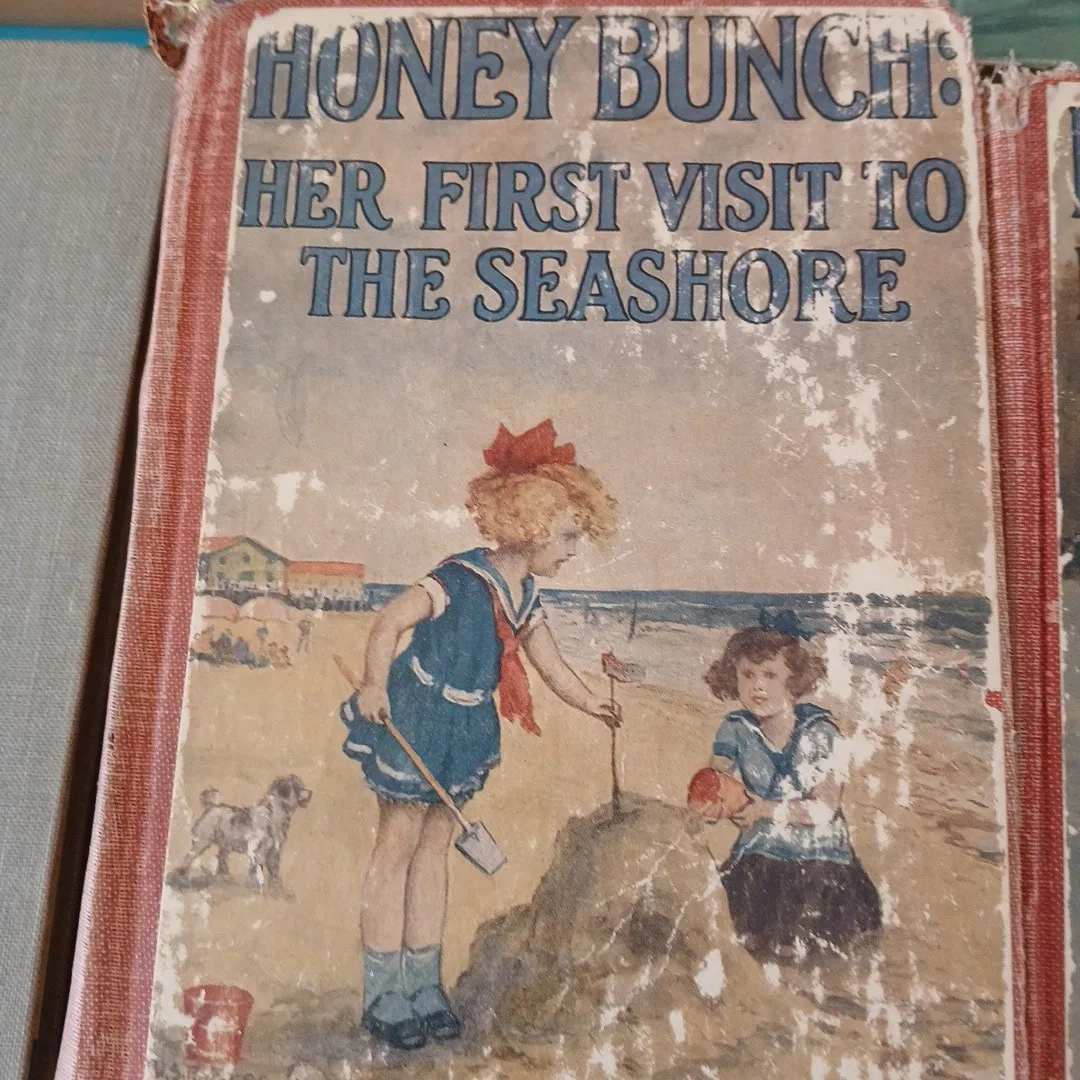 HONEY BUNCH:
HER FIRST VISIT TO
THE SEASHORE